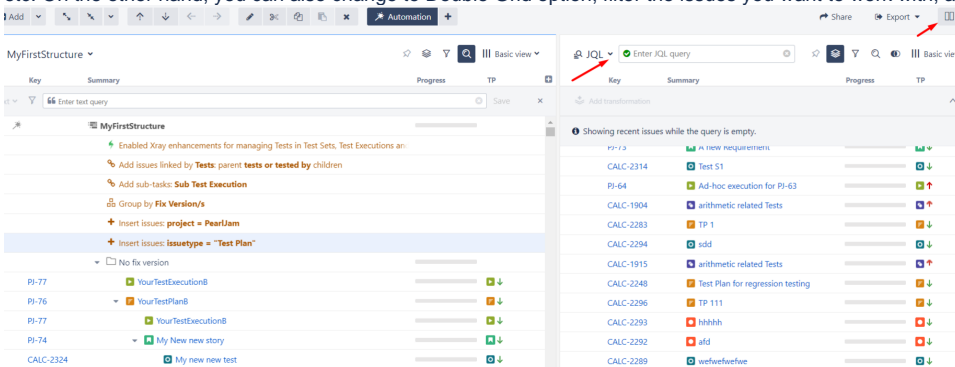 ets. On the other hand, you can also change to Double Grid option, filter the issues you want to work with, a
Add
Automation +
Share Export
MyFirstStructure
Basic view
JQL Enter JQL query
Basic vie
Key Summary Progress TP
Key Summary Progress TP
Enter text query Save ×
Add transformation
MyFirstStructure
Showing recent issues while the query is empty.
Enabled Xray enhancements for managing Tests in Test Sets, Test Executions an
PJ-73 A new Requirement
Add issues linked by Tests: parent tests or tested by children
CALC-2314 Test S1
Add sub-tasks: Sub Test Execution
PJ-64 Ad-hoc execution for PJ-63
Group by Fix Version/s
CALC-1904 arithmetic related Tests
Insert issues: project = PearlJam
CALC-2283 TP 1
Insert issues: issuetype = "Test Plan"
CALC-2294 sdd
No fix version
CALC-1915 arithmetic related Tests
PJ-77 YourTestExecutionB
CALC-2248 Test Plan for regression testing
PJ-76 YourTestPlanB
CALC-2296 TP 111
PJ-77 YourTestExecutionB
CALC-2293 hhhhh
PJ-74 My New new story
CALC-2292 afd
CALC-2324 My new new test
CALC-2289 wefwefwefwe